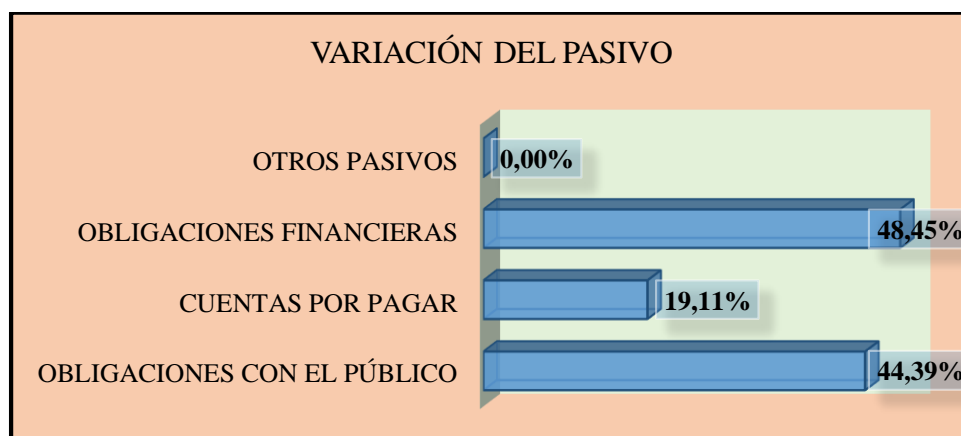 VARIACIÓN DEL PASIVO
OTROS PASIVOS 0,00%
OBLIGACIONES FINANCIERAS 48,45%
CUENTAS POR PAGAR 19,11%
OBLIGACIONES CON EL PÚBLICO 44,39%